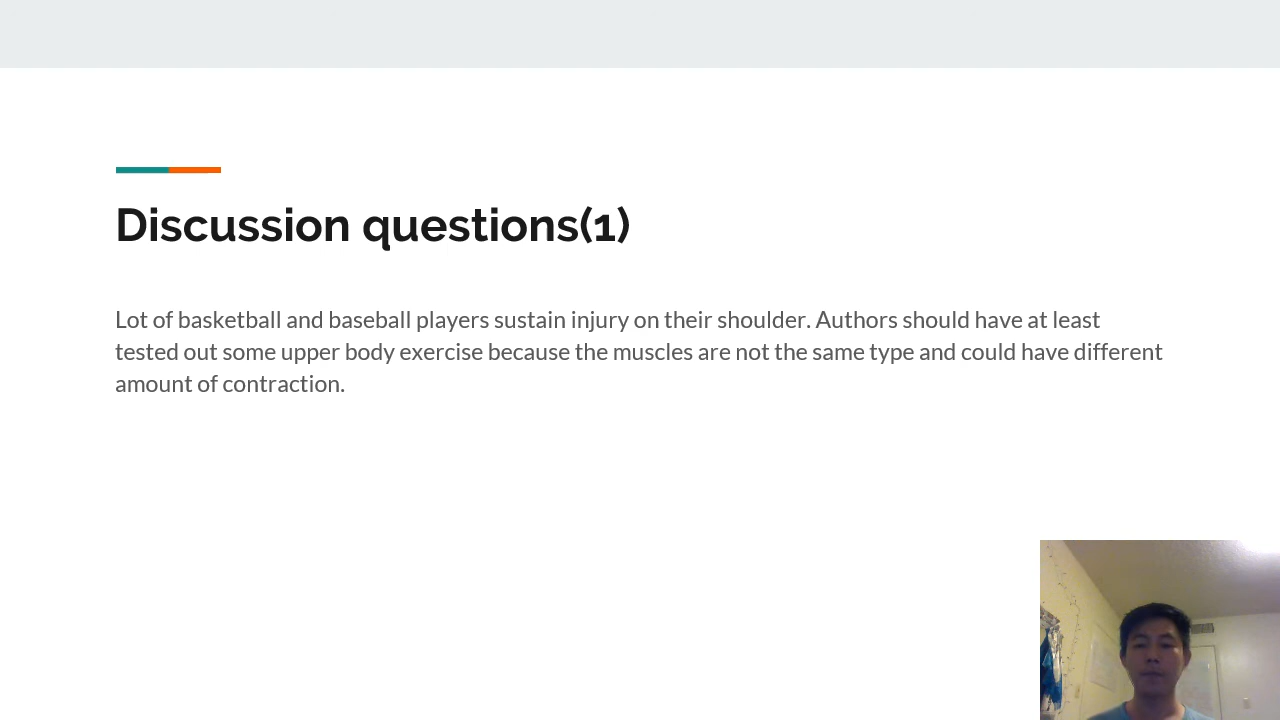 Discussion questions(1)
Lot of basketball and baseball players sustain injury on their shoulder. Authors should have at least
tested out some upper body exercise because the muscles are not the same type and could have different
amount of contraction.